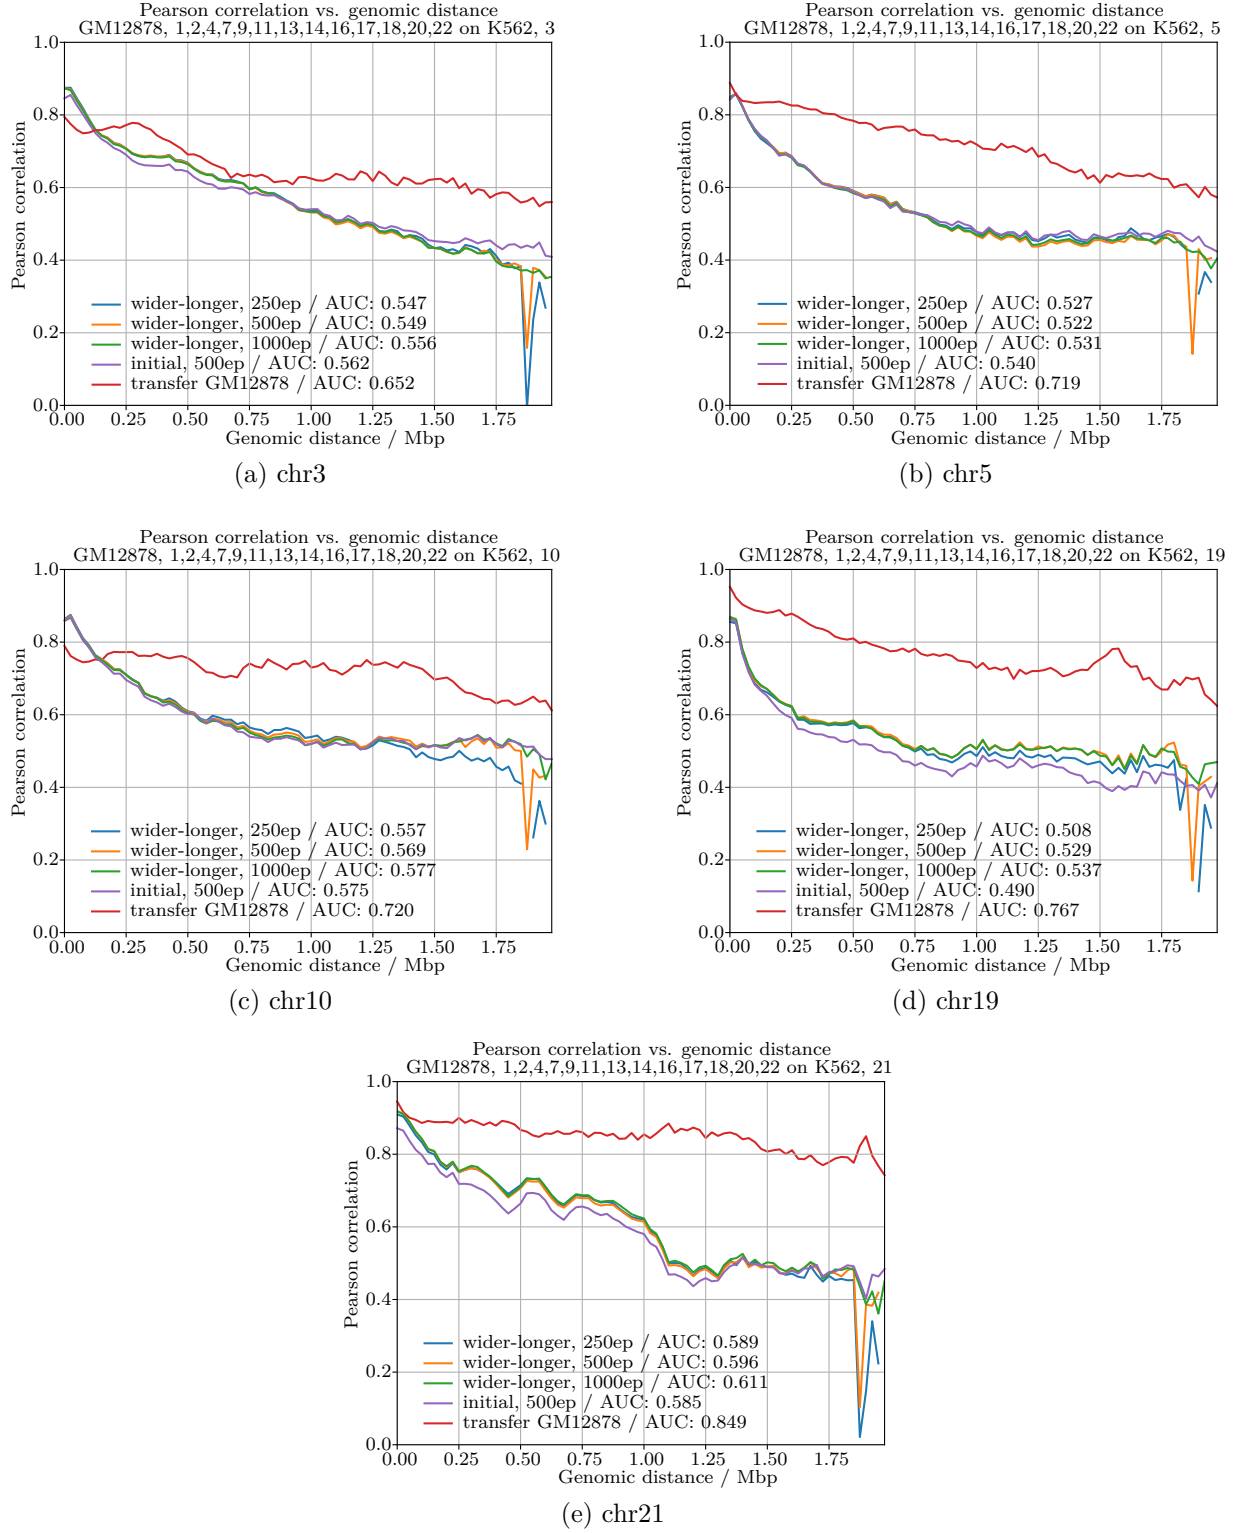 Pearson correlation vs. genomic distance
GM12878, 1,2,4,7,9,11,13,14,16,17,18,20,22 on K562, 3
1.0
0.8
0.6
0.4
0.2
0.0
Pearson correlation
wider-longer, 250ep / AUC: 0.547
wider-longer, 500ep / AUC: 0.549
wider-longer, 1000ep / AUC: 0.556
initial, 500ep / AUC: 0.562
transfer GM12878 / AUC: 0.652
0.00 0.25 0.50 0.75 1.00 1.25 1.50 1.75
Genomic distance / Mbp
(a) chr3
Pearson correlation vs. genomic distance
GM12878, 1,2,4,7,9,11,13,14,16,17,18,20,22 on K562, 5
1.0
0.8
0.6
0.4
0.2
0.0
Pearson correlation
wider-longer, 250ep / AUC: 0.527
wider-longer, 500ep / AUC: 0.522
wider-longer, 1000ep / AUC: 0.531
initial, 500ep / AUC: 0.540
transfer GM12878 / AUC: 0.719
0.00 0.25 0.50 0.75 1.00 1.25 1.50 1.75
Genomic distance / Mbp
(b) chr5
Pearson correlation vs. genomic distance
GM12878, 1,2,4,7,9,11,13,14,16,17,18,20,22 on K562, 10
1.0
0.8
0.6
0.4
0.2
0.0
Pearson correlation
wider-longer, 250ep / AUC: 0.557
wider-longer, 500ep / AUC: 0.569
wider-longer, 1000ep / AUC: 0.577
initial, 500ep / AUC: 0.575
transfer GM12878 / AUC: 0.720
0.00 0.25 0.50 0.75 1.00 1.25 1.50 1.75
Genomic distance / Mbp
(c) chr10
Pearson correlation vs. genomic distance
GM12878, 1,2,4,7,9,11,13,14,16,17,18,20,22 on K562, 19
1.0
0.8
0.6
0.4
0.2
0.0
Pearson correlation
wider-longer, 250ep / AUC: 0.508
wider-longer, 500ep / AUC: 0.529
wider-longer, 1000ep / AUC: 0.537
initial, 500ep / AUC: 0.490
transfer GM12878 / AUC: 0.767
0.00 0.25 0.50 0.75 1.00 1.25 1.50 1.75
Genomic distance / Mbp
(d) chr19
Pearson correlation vs. genomic distance
GM12878, 1,2,4,7,9,11,13,14,16,17,18,20,22 on K562, 21
1.0
0.8
0.6
0.4
0.2
0.0
Pearson correlation
wider-longer, 250ep / AUC: 0.589
wider-longer, 500ep / AUC: 0.596
wider-longer, 1000ep / AUC: 0.611
initial, 500ep / AUC: 0.585
transfer GM12878 / AUC: 0.849
0.00 0.25 0.50 0.75 1.00 1.25 1.50 1.75
Genomic distance / Mbp
(e) chr21